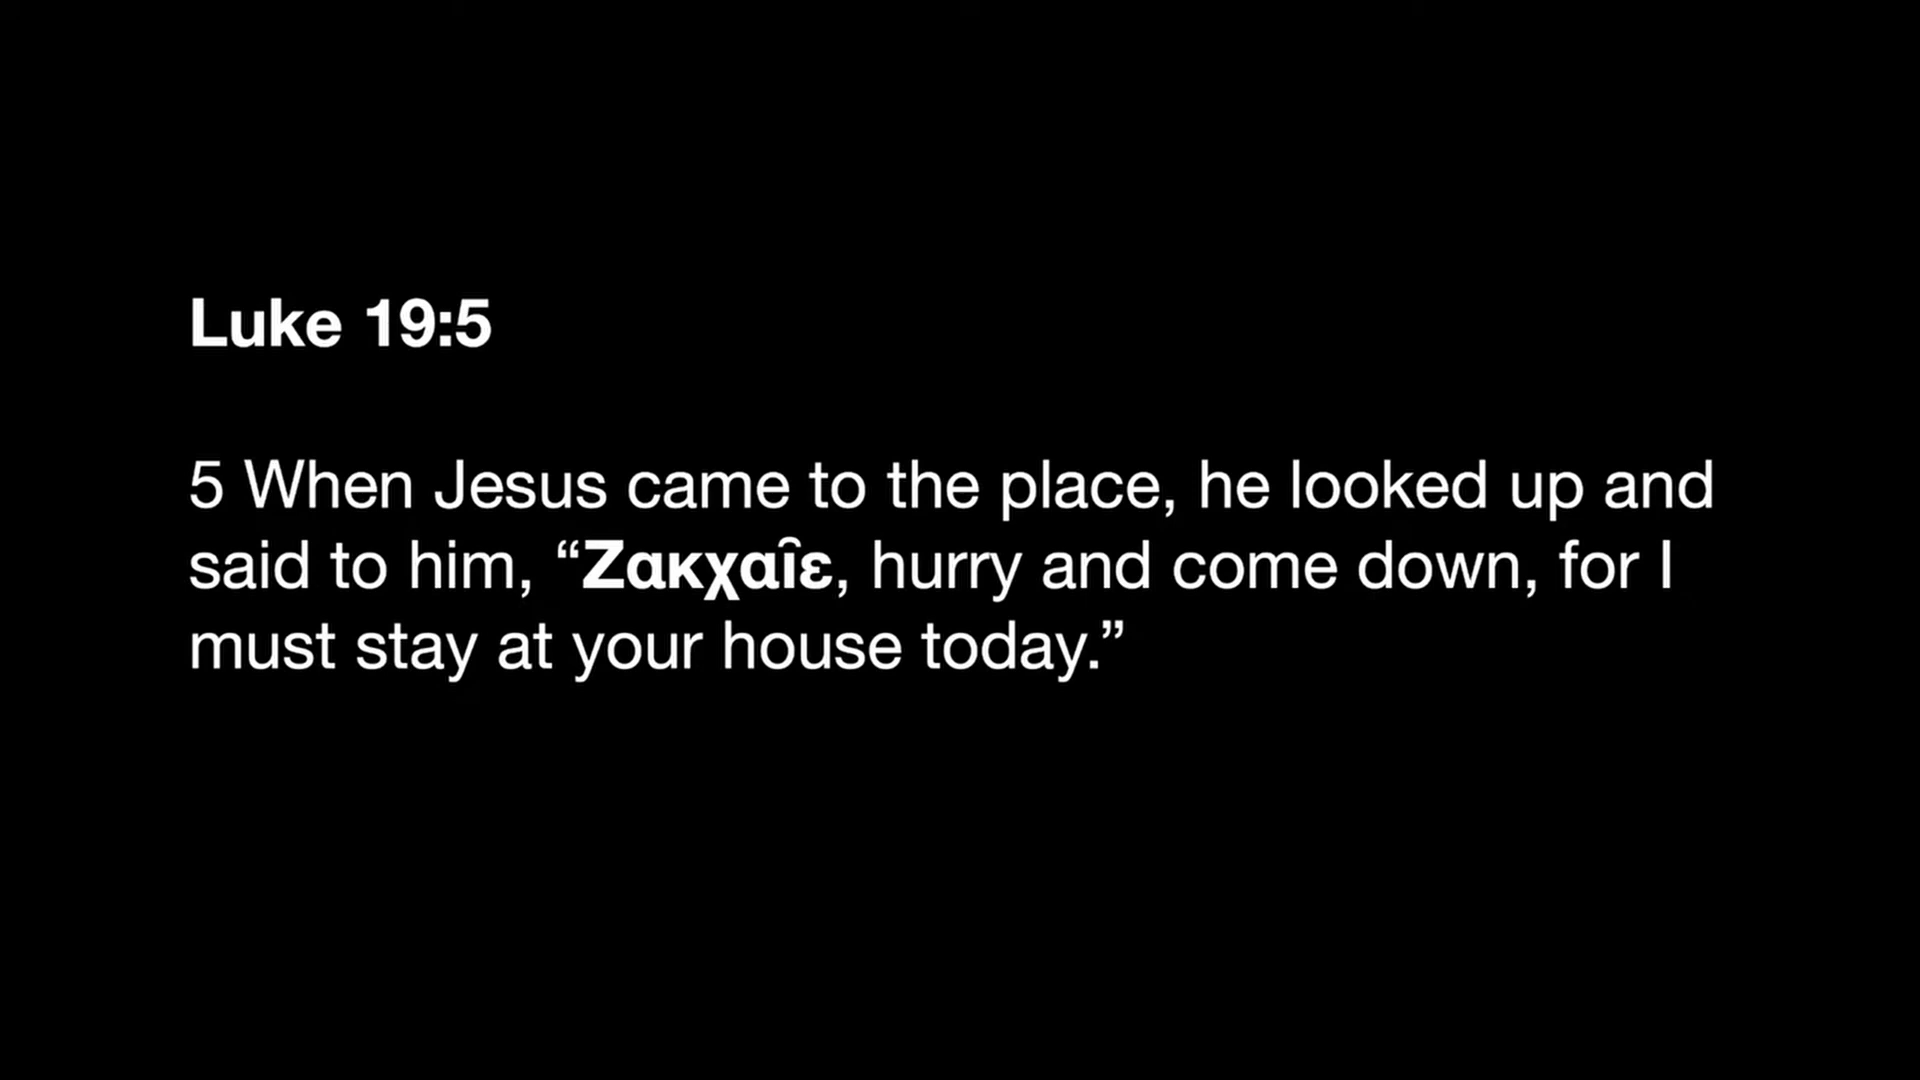 Luke 19:5
5 When Jesus came to the place, he looked up and
said to him, “Ζακχαῖε, hurry and come down, for I
must stay at your house today.”